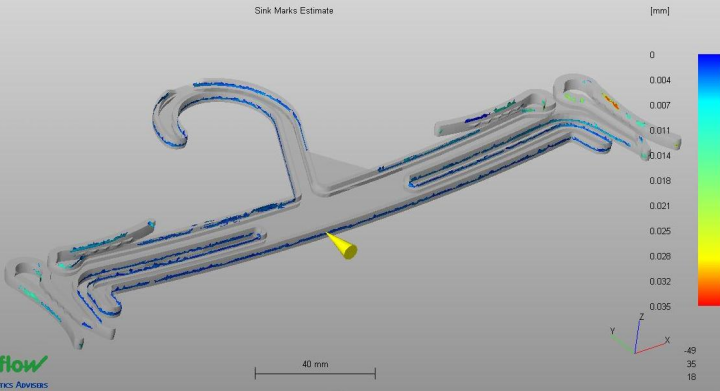 Sink Marks Estimate
[mm]
0
0.004
0.007
0.011
0.014
0.018
0.021
0.025
0.028
0.032
0.035
flow
TICS ADVISERS
40 mm
Z
Y
X
-49
35
18